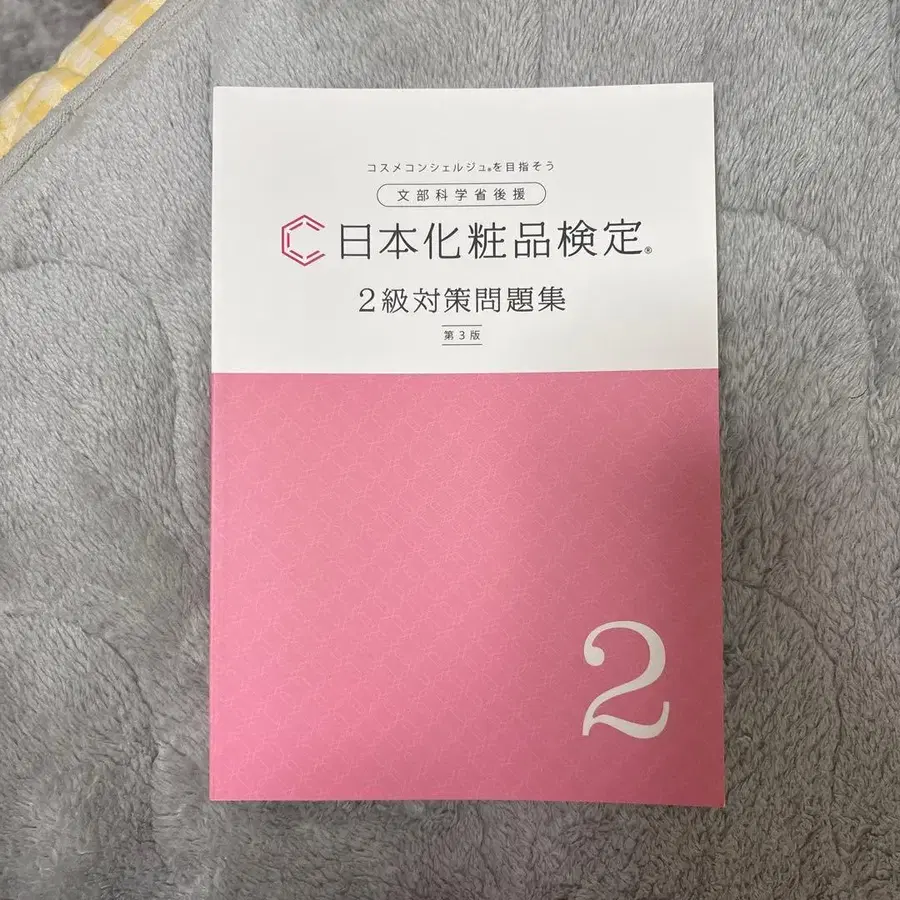 コスメコンシェルジュ®を目指そう
文部科学省後援
日本化粧品検定®
2級対策問題集
第3版
2